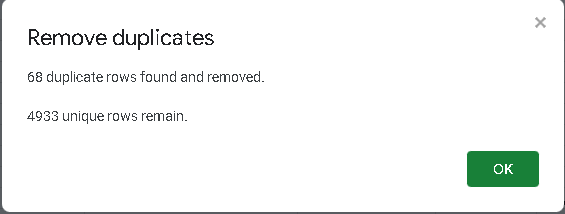 Remove duplicates
68 duplicate rows found and removed.
4933 unique rows remain.
OK